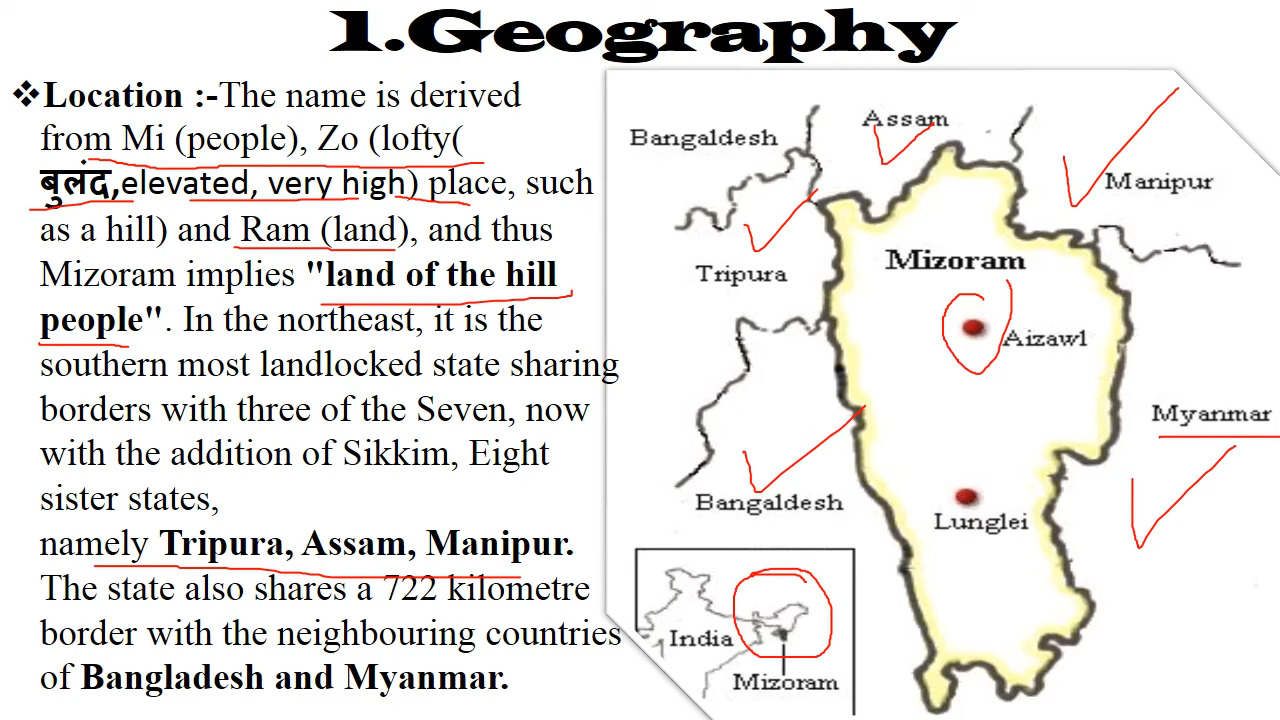 1.Geography
❖Location :-The name is derived
from Mi (people), Zo (lofty(
बुलंद,elevated, very high) place, such
as a hill) and Ram (land), and thus
Mizoram implies "land of the hill
people". In the northeast, it is the
southern most landlocked state sharing
borders with three of the Seven, now
with the addition of Sikkim, Eight
sister states,
namely Tripura, Assam, Manipur.
The state also shares a 722 kilometre
border with the neighbouring countries
of Bangladesh and Myanmar.
Assam
Bangaldesh
Manipur
Mizoram
Tripura
Aizawl
Myanmar
Bangaldesh
Lunglei
India
Mizoram